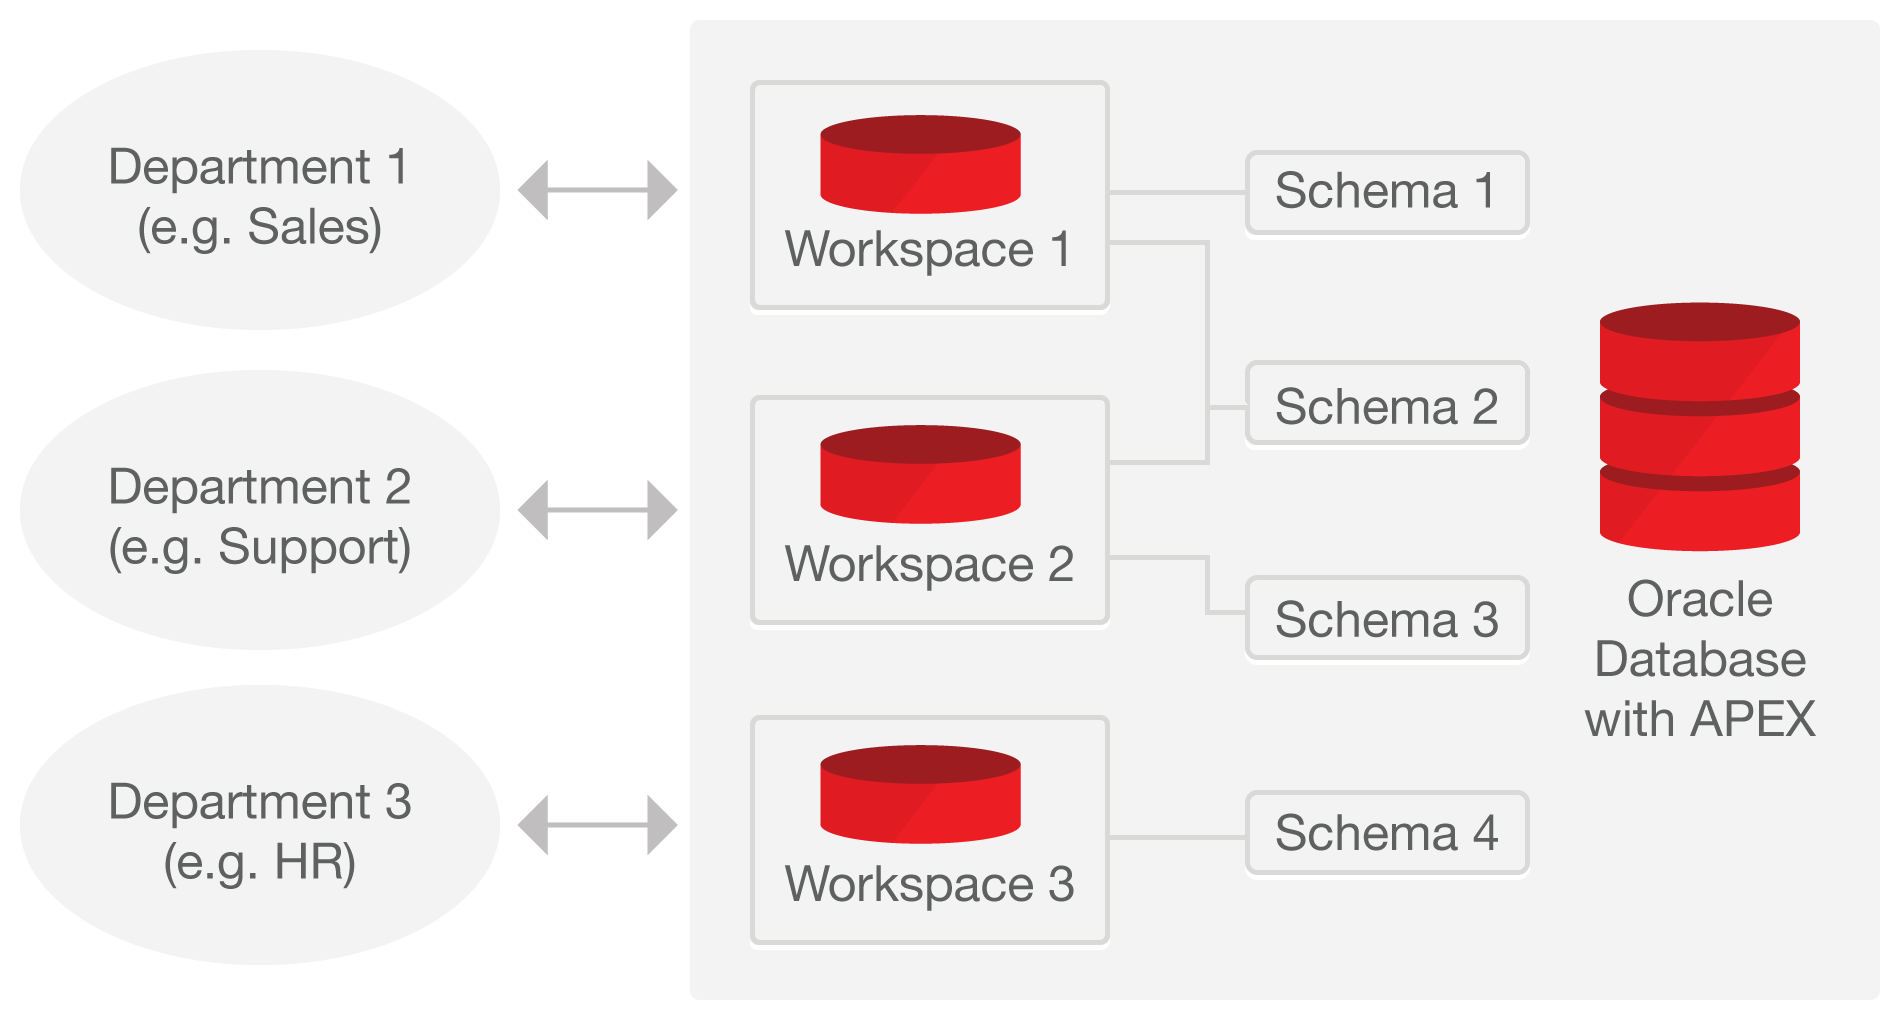 Department 1
(e.g. Sales)
Workspace 1
Schema 1
Department 2
(e.g. Support)
Workspace 2
Schema 2
Schema 3
Department 3
(e.g. HR)
Workspace 3
Schema 4
Oracle
Database
with APEX